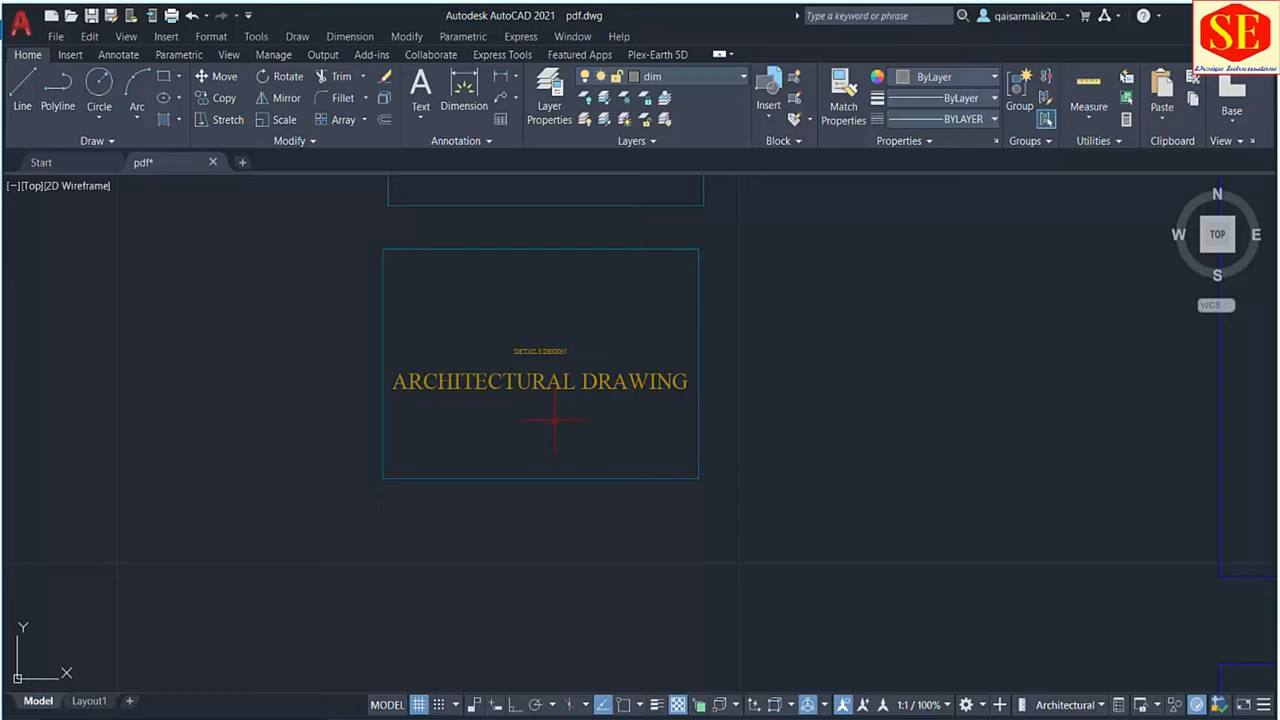 Autodesk AutoCAD 2021 pdf.dwg
Type a keyword or phrase
qaisarmalik20...
SE
Design Information
File Edit View Insert Format Tools Draw Dimension Modify Parametric Express Window Help
Home Insert Annotate Parametric View Manage Output Add-ins Collaborate Express Tools Featured Apps Plex-Earth 5D
Line Polyline Circle Arc
Move Rotate Trim
Copy Mirror Fillet
Stretch Scale Array
Text Dimension
Layer Properties
dim
Insert
Match Properties
ByLayer
ByLayer
BYLAYER
Group
Measure
Paste
Base
Draw Modify Annotation Layers Block Properties Groups Utilities Clipboard View
Start pdf*
[−][Top][2D Wireframe]
N
W TOP E
S
WCS
DETAILS DESIGN
ARCHITECTURAL DRAWING
Y
X
Model Layout1
MODEL 1:1 / 100% Architectural